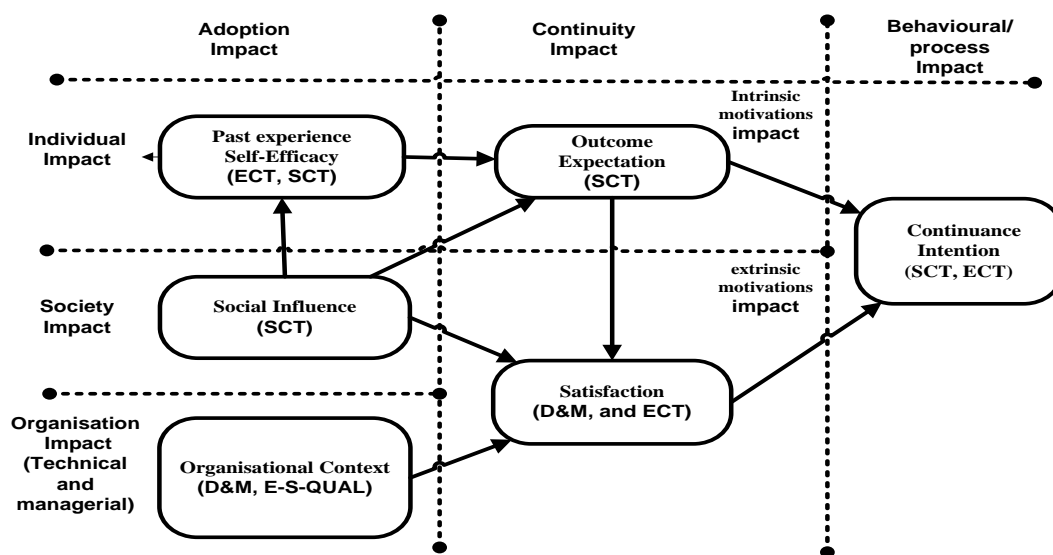 Adoption
Impact
Continuity
Impact
Behavioural/
process
Impact
Individual
Impact
Past experience
Self-Efficacy
(ECT, SCT)
Outcome
Expectation
(SCT)
Intrinsic
motivations
impact
Continuance
Intention
(SCT, ECT)
Society
Impact
Social Influence
(SCT)
extrinsic
motivations
impact
Satisfaction
(D&M, and ECT)
Organisation
Impact
(Technical
and
managerial)
Organisational Context
(D&M, E-S-QUAL)